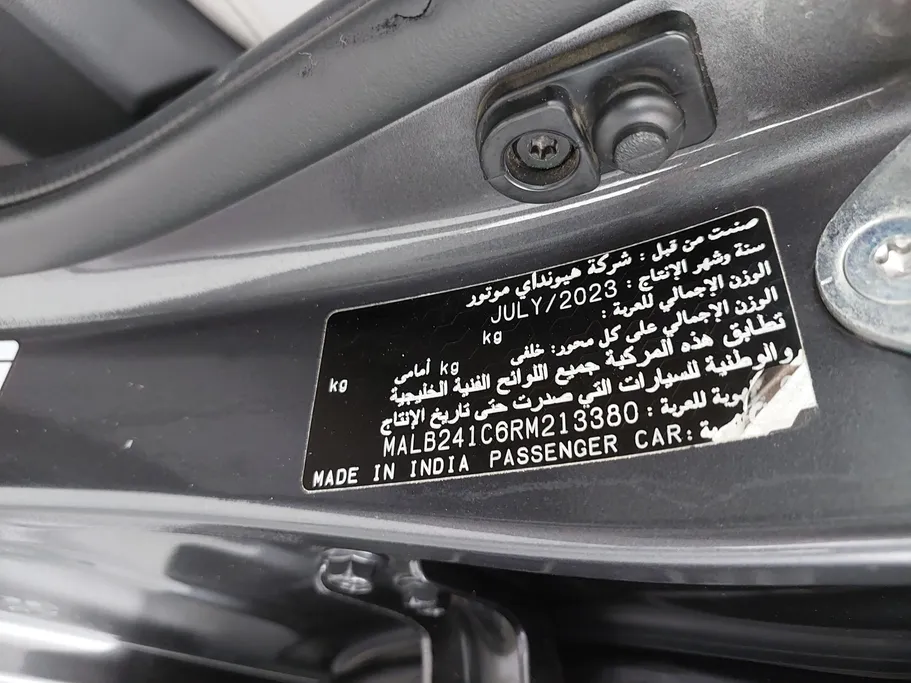 صنعت من قبل : شركة هيونداي موتور
سنة وشهر الإنتاج : JULY/2023
الوزن الإجمالي للعربة : kg
الوزن الإجمالي على كل محور: خلفي kg أمامي kg
تطابق هذه المركبة جميع اللوائح الفنية الخليجية
والوطنية للسيارات التي صدرت حتى تاريخ الإنتاج
للعربة : MALB241C6RM213380
MADE IN INDIA PASSENGER CAR: